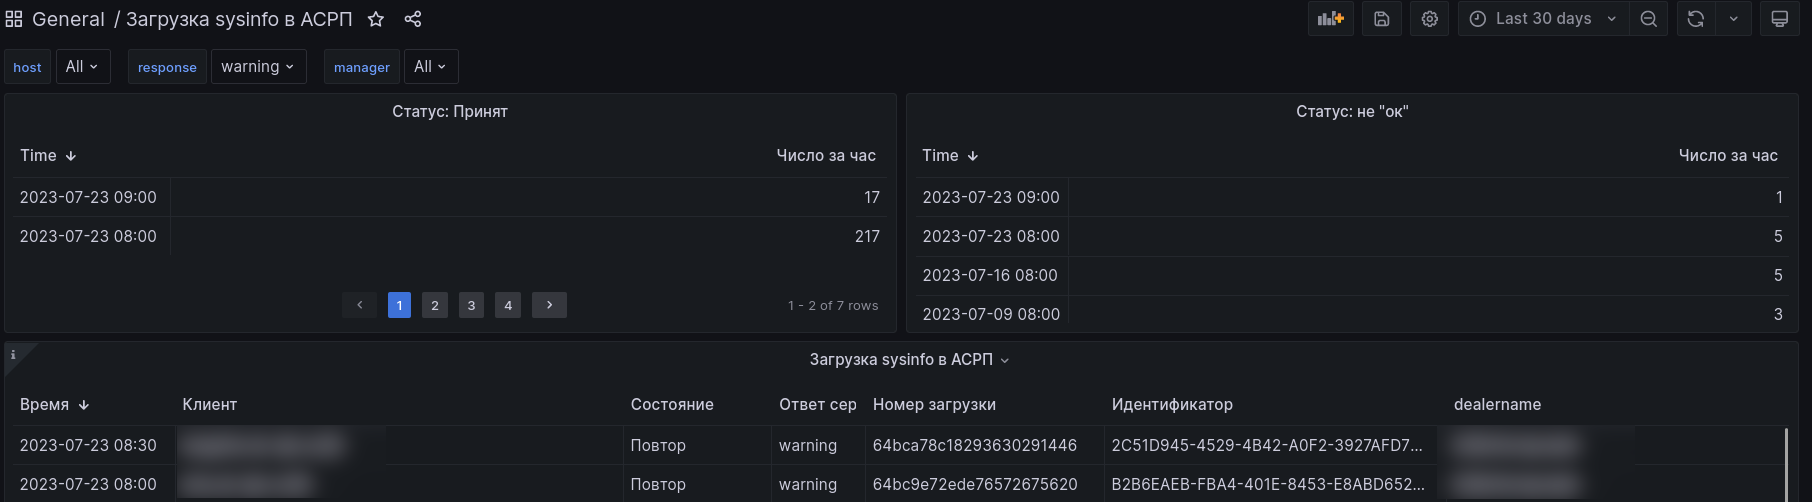 General / Загрузка sysinfo в АСРП
Last 30 days
host All response warning manager All
Статус: Принят
Time Число за час
2023-07-23 09:00 17
2023-07-23 08:00 217
1 2 3 4
1 - 2 of 7 rows
Статус: не "ок"
Time Число за час
2023-07-23 09:00 1
2023-07-23 08:00 5
2023-07-16 08:00 5
2023-07-09 08:00 3
Загрузка sysinfo в АСРП
Время Клиент Состояние Ответ сер Номер загрузки Идентификатор dealername
2023-07-23 08:30 Повтор warning 64bca78c18293630291446 2C51D945-4529-4B42-A0F2-3927AFD7...
2023-07-23 08:00 Повтор warning 64bc9e72ede76572675620 B2B6EAEB-FBA4-401E-8453-E8ABD652...